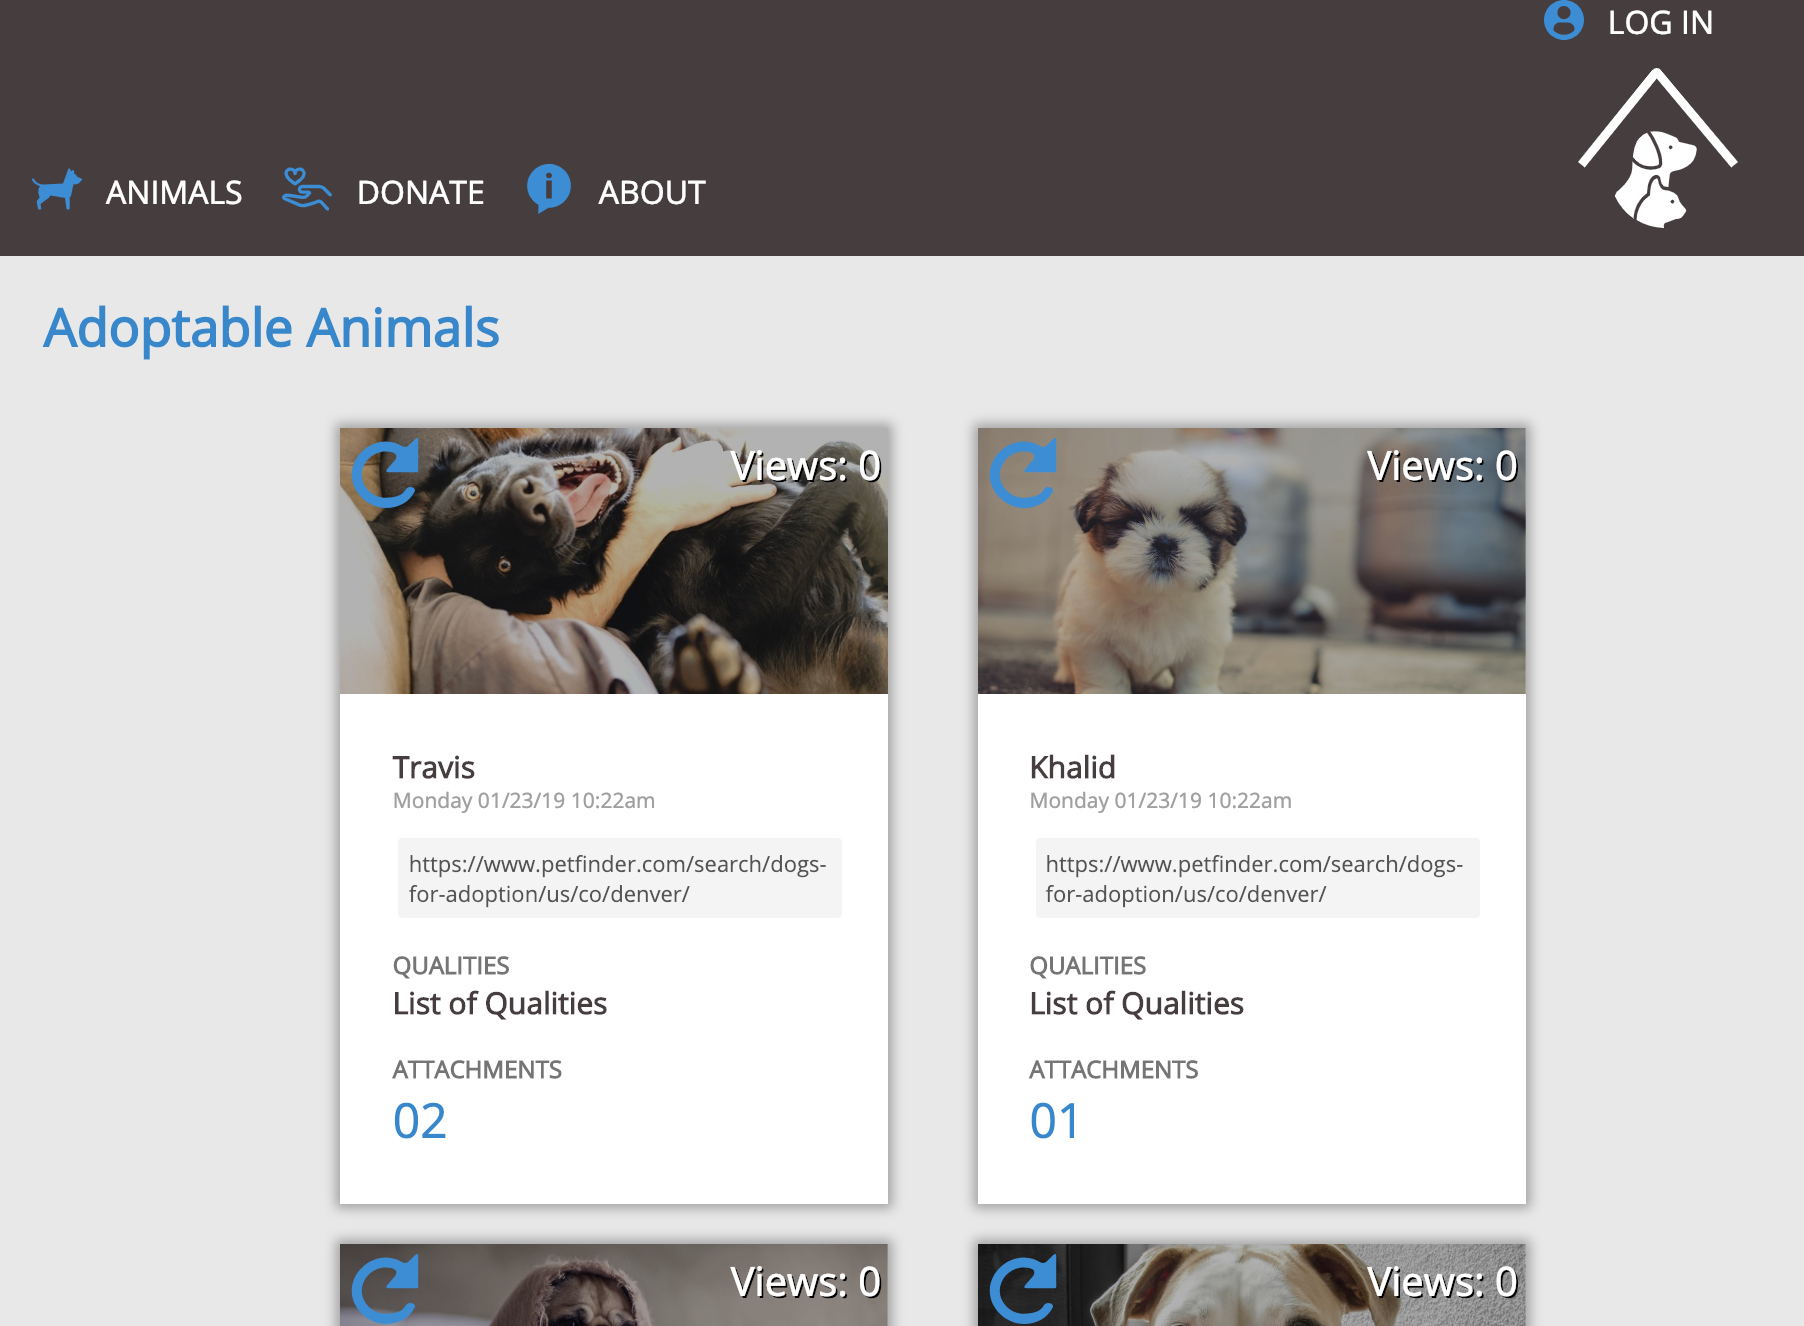 LOG IN
ANIMALS
DONATE
ABOUT
Adoptable Animals
Views: 0
Views: 0
Travis
Monday 01/23/19 10:22am
https://www.petfinder.com/search/dogs-
for-adoption/us/co/denver/
QUALITIES
List of Qualities
ATTACHMENTS
02
Khalid
Monday 01/23/19 10:22am
https://www.petfinder.com/search/dogs-
for-adoption/us/co/denver/
QUALITIES
List of Qualities
ATTACHMENTS
01
Views: 0
Views: 0